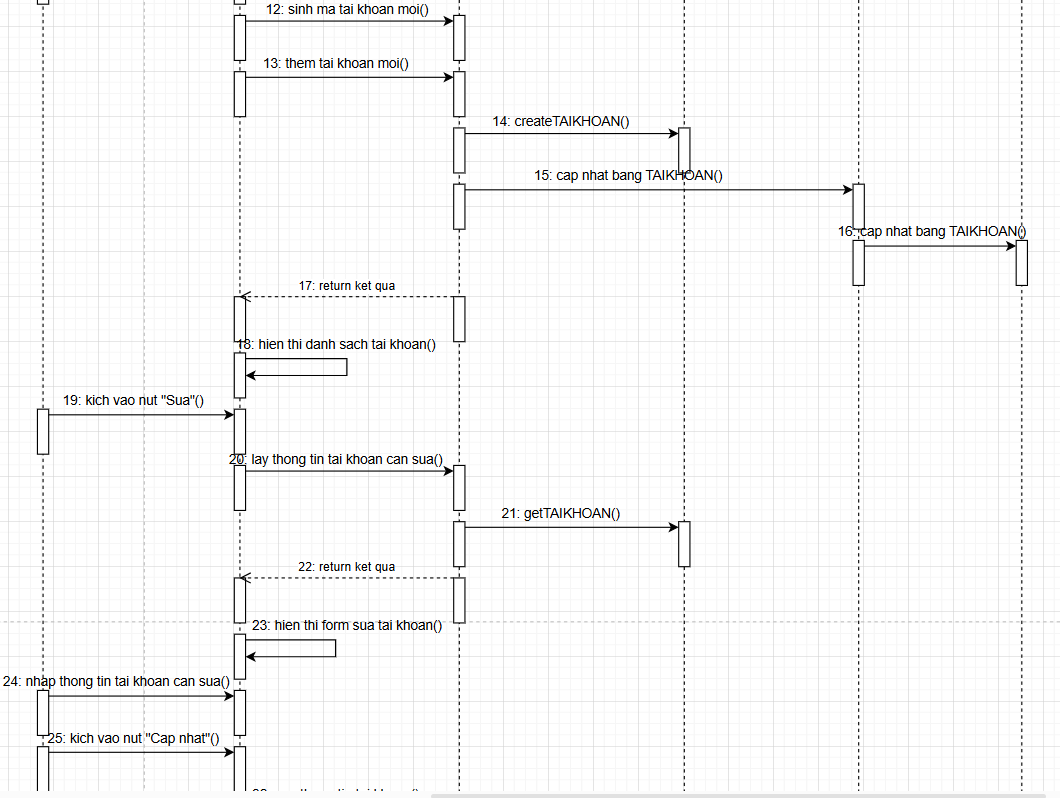 12: sinh ma tai khoan moi()
13: them tai khoan moi()
14: createTAIKHOAN()
15: cap nhat bang TAIKHOAN()
16: cap nhat bang TAIKHOAN()
17: return ket qua
18: hien thi danh sach tai khoan()
19: kich vao nut "Sua"()
20: lay thong tin tai khoan can sua()
21: getTAIKHOAN()
22: return ket qua
23: hien thi form sua tai khoan()
24: nhap thong tin tai khoan can sua()
25: kich vao nut "Cap nhat"()